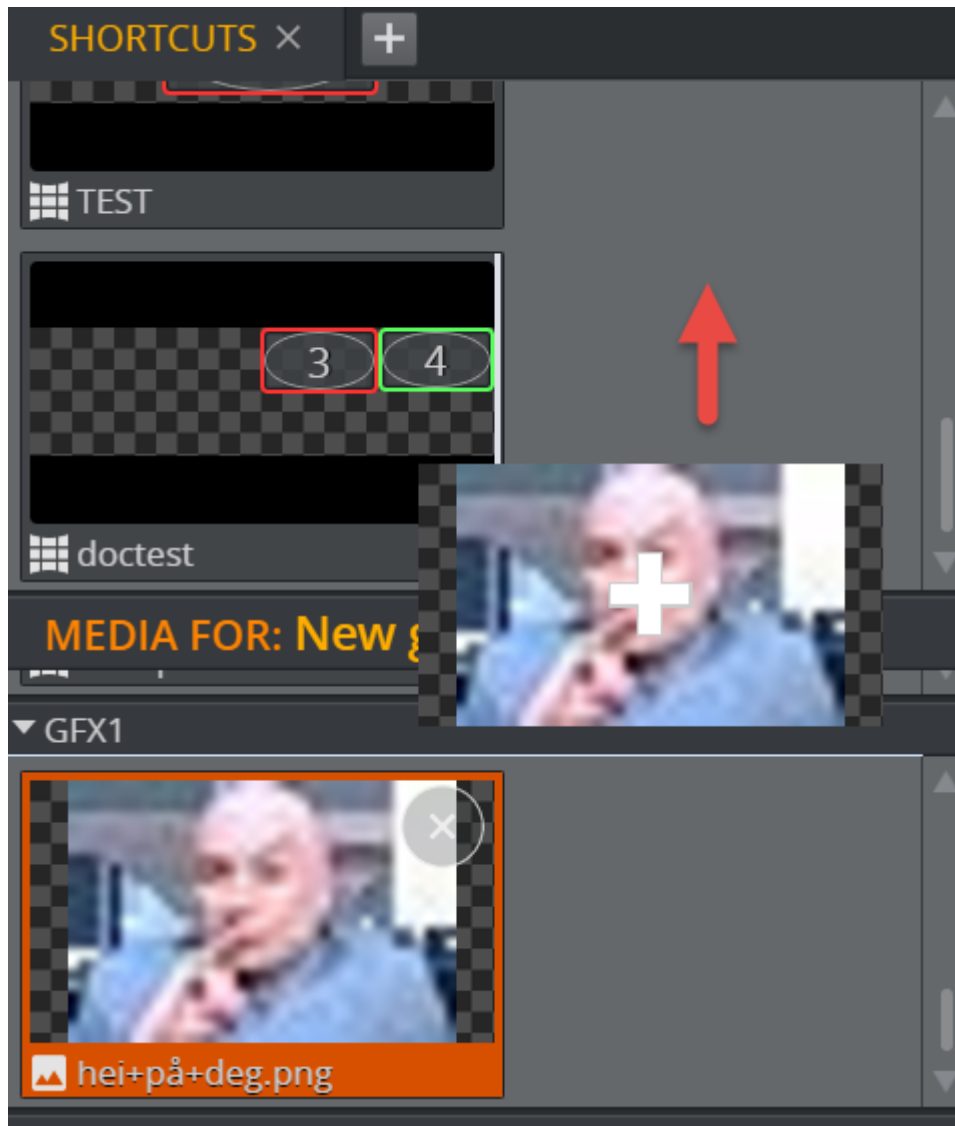 SHORTCUTS
TEST
3 4
doctest
MEDIA FOR: New
GFX1
hei+på+deg.png